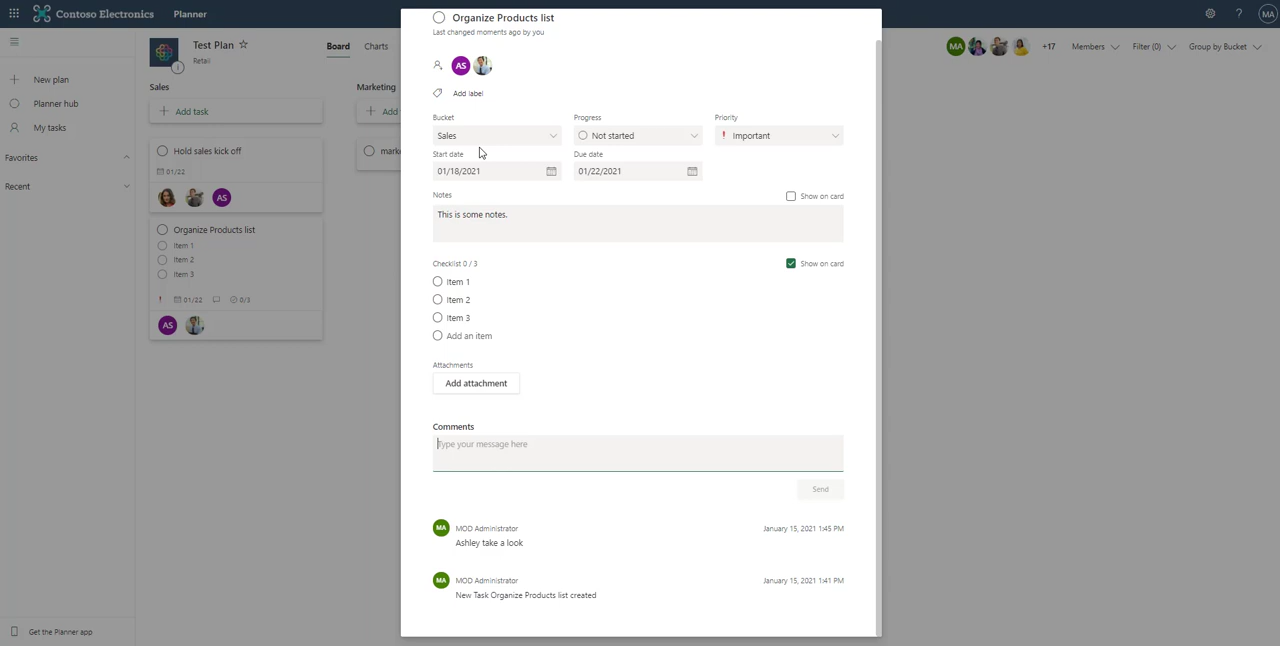 Contoso Electronics
Planner
? MA
Test Plan
Retail
Board Charts
MA +17 Members Filter (0) Group by Bucket
New plan
Planner hub
My tasks
Favorites
Recent
Get the Planner app
Sales
Add task
Hold sales kick off
01/22
AS
Organize Products list
Item 1
Item 2
Item 3
! 01/22 0/3
AS
Marketing
Add
mark
Organize Products list
Last changed moments ago by you
AS
Add label
Bucket Progress Priority
Sales Not started ! Important
Start date Due date
01/18/2021 01/22/2021
Notes Show on card
This is some notes.
Checklist 0 / 3 Show on card
Item 1
Item 2
Item 3
Add an item
Attachments
Add attachment
Comments
Type your message here
Send
MA MOD Administrator January 15, 2021 1:45 PM
Ashley take a look
MA MOD Administrator January 15, 2021 1:41 PM
New Task Organize Products list created